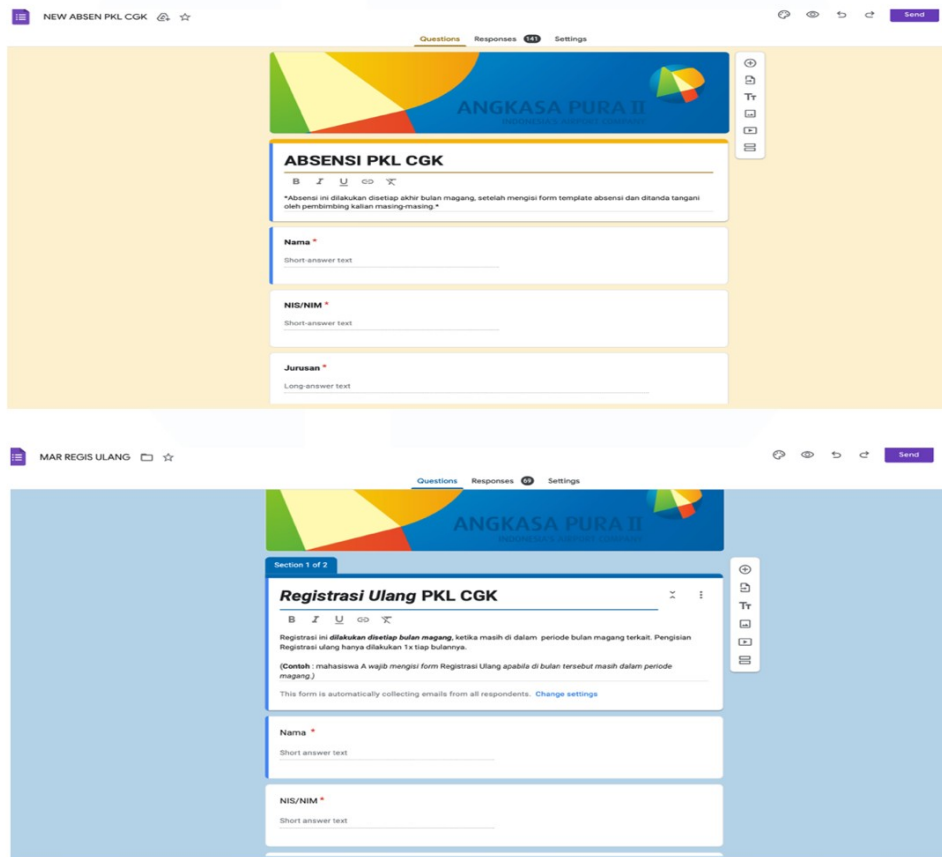 NEW ABSEN PKL CGK
Send
Questions Responses 141 Settings
ANGKASA PURA II
INDONESIA'S AIRPORT COMPANY
ABSENSI PKL CGK
B I U
*Absensi ini dilakukan disetiap akhir bulan magang, setelah mengisi form template absensi dan ditanda tangani
oleh pembimbing kalian masing-masing.*
Nama *
Short-answer text
NIS/NIM *
Short-answer text
Jurusan *
Long-answer text
MAR REGIS ULANG
Send
Questions Responses 69 Settings
ANGKASA PURA II
INDONESIA'S AIRPORT COMPANY
Section 1 of 2
Registrasi Ulang PKL CGK
B I U
Registrasi ini dilakukan disetiap bulan magang, ketika masih di dalam periode bulan magang terkait. Pengisian
Registrasi ulang hanya dilakukan 1x tiap bulannya.
(Contoh : mahasiswa A wajib mengisi form Registrasi Ulang apabila di bulan tersebut masih dalam periode
magang.)
This form is automatically collecting emails from all respondents. Change settings
Nama *
Short answer text
NIS/NIM *
Short answer text